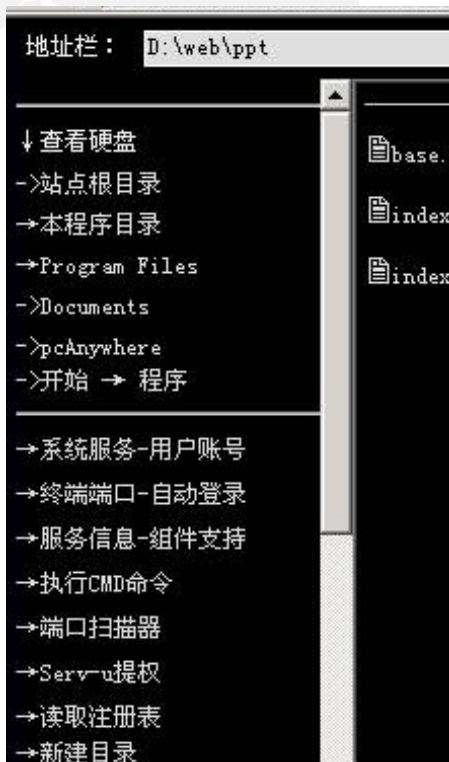 地址栏： D:\web\ppt
↓查看硬盘
->站点根目录
→本程序目录
→Program Files
->Documents
->pcAnywhere
->开始 → 程序
→系统服务-用户账号
→终端端口-自动登录
→服务信息-组件支持
→执行CMD命令
→端口扫描器
→Serv-u提权
→读取注册表
→新建目录
base.
index
index